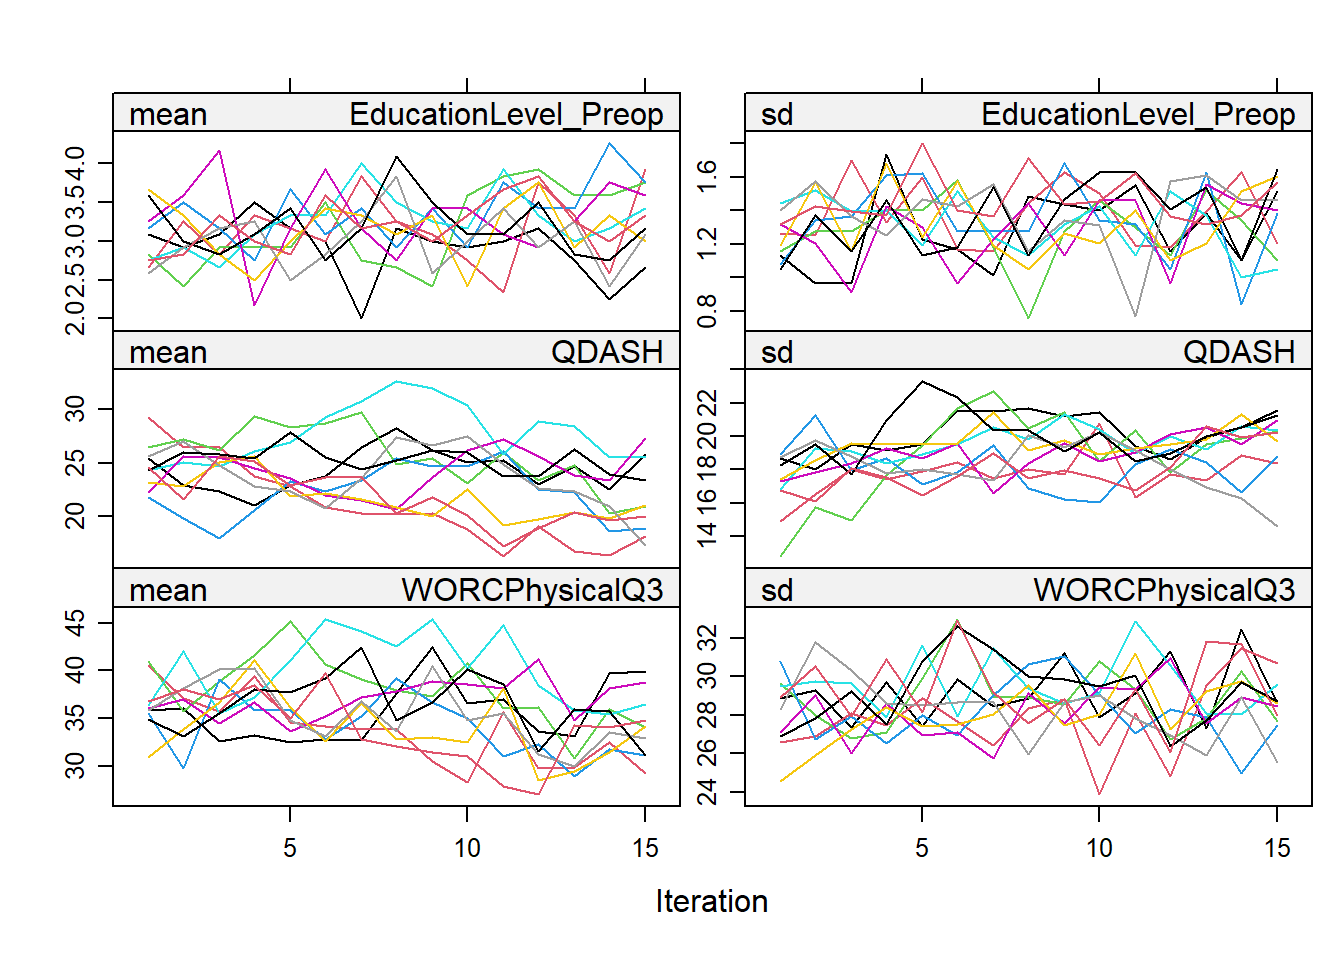 mean EducationLevel_Preop sd EducationLevel_Preop
2.0 2.5 3.0 3.5 4.0
0.8 1.2 1.6
mean QDASH sd QDASH
20 25 30
14 16 18 20 22
mean WORCPhysicalQ3 sd WORCPhysicalQ3
30 35 40 45
24 26 28 30 32
5 10 15 5 10 15
Iteration